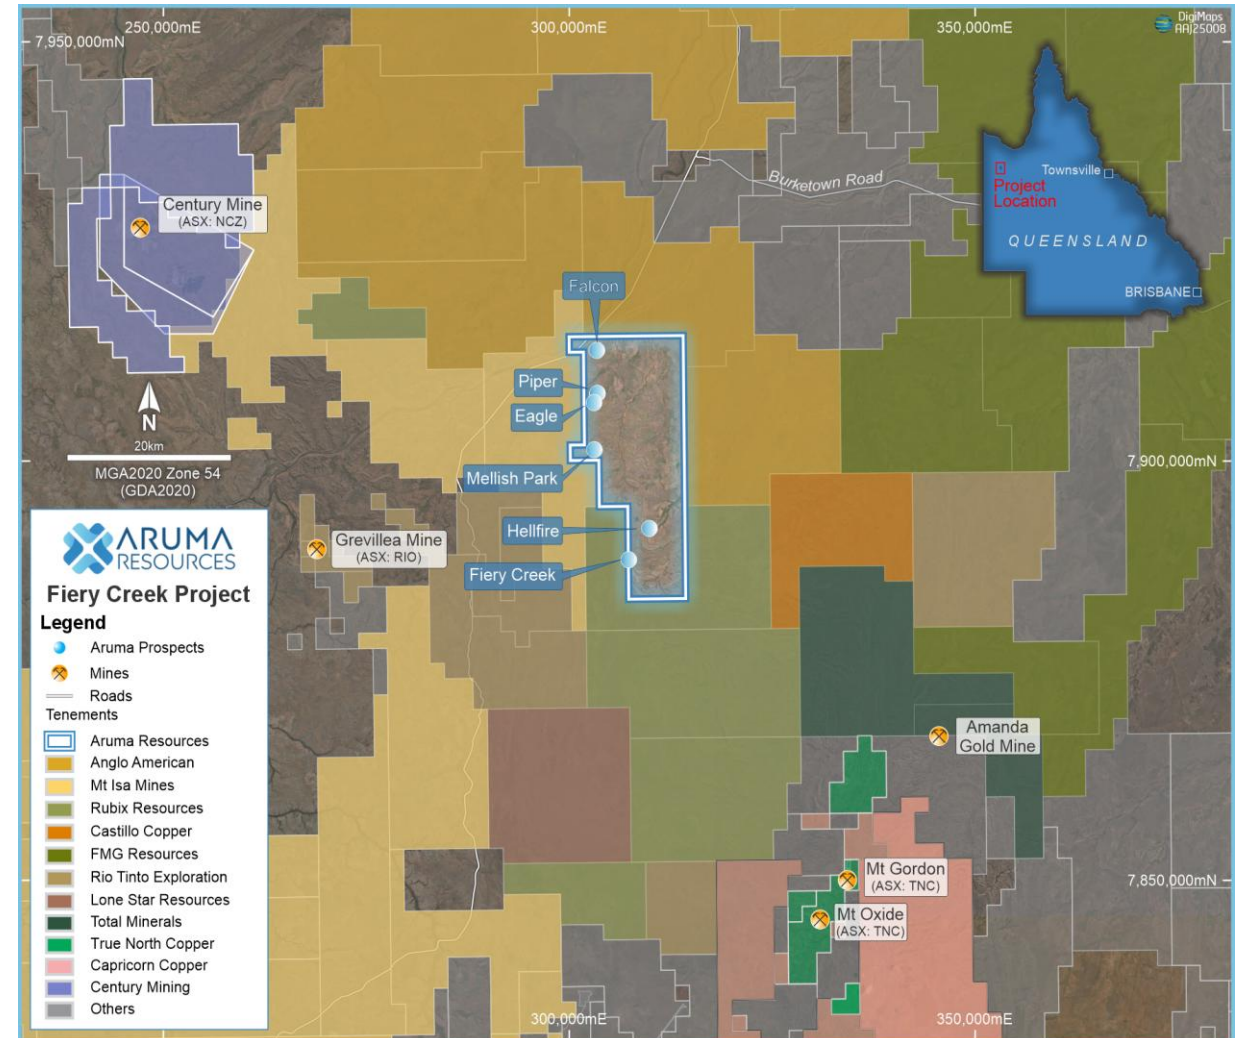 250,000mE
300,000mE
350,000mE
DigiMaps
AAJ25008
7,950,000mN
Century Mine
(ASX: NCZ)
Burketown Road
Townsville
Project
Location
QUEENSLAND
BRISBANE
Falcon
Piper
Eagle
N
20km
MGA2020 Zone 54
(GDA2020)
7,900,000mN
Mellish Park
Hellfire
Fiery Creek
Grevillea Mine
(ASX: RIO)
ARUMA
RESOURCES
Fiery Creek Project
Legend
Aruma Prospects
Mines
Roads
Tenements
Aruma Resources
Anglo American
Mt Isa Mines
Rubix Resources
Castillo Copper
FMG Resources
Rio Tinto Exploration
Lone Star Resources
Total Minerals
True North Copper
Capricorn Copper
Century Mining
Others
Amanda
Gold Mine
Mt Gordon
(ASX: TNC)
Mt Oxide
(ASX: TNC)
7,850,000mN
300,000mE
350,000mE